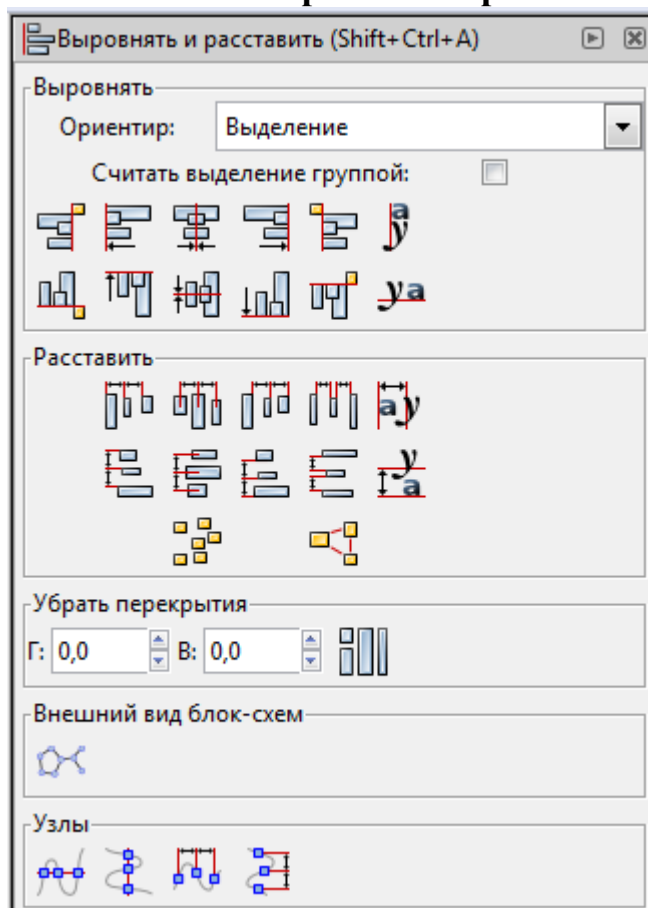 Выровнять и расставить (Shift+Ctrl+A)
Выровнять
Ориентир: Выделение
Считать выделение группой:
Расставить
Убрать перекрытия
Г: 0,0 В: 0,0
Внешний вид блок-схем
Узлы